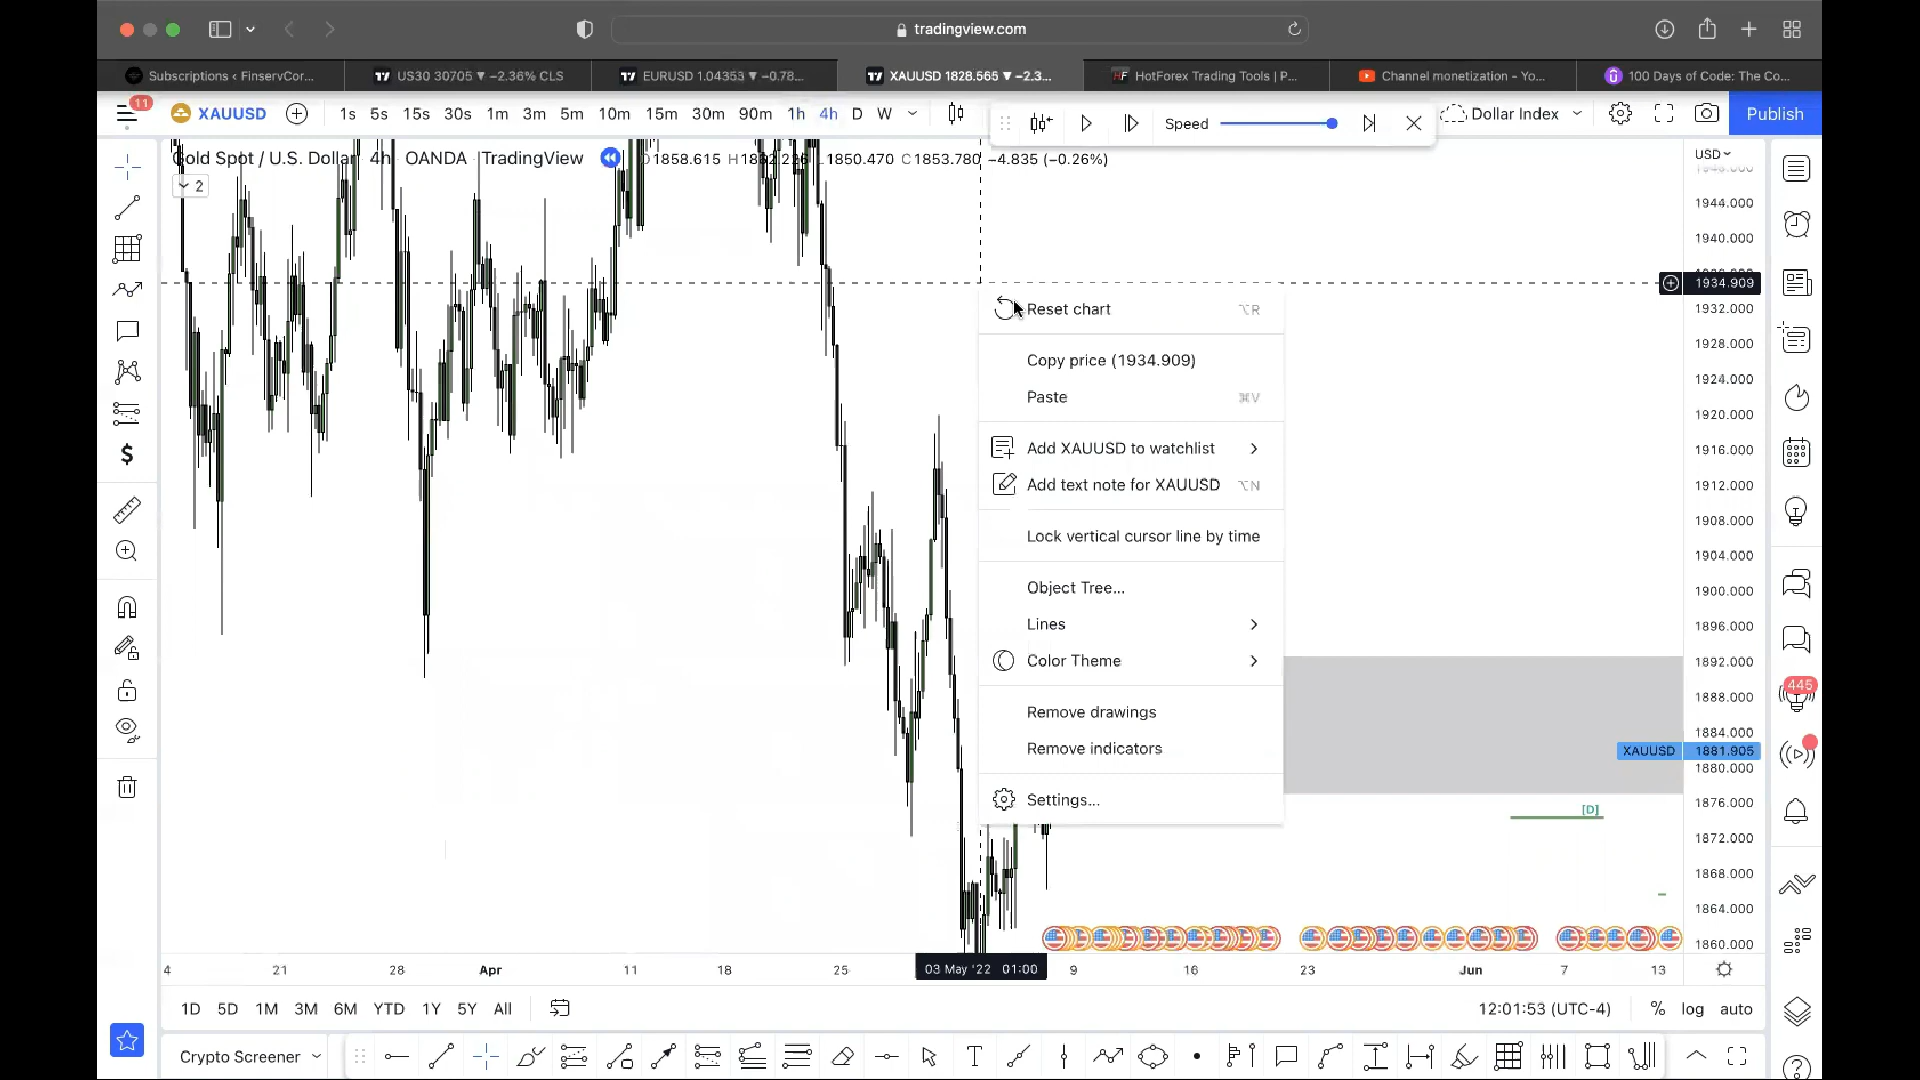 tradingview.com
Subscriptions ‹ FinservCor...
US30 30705 ▼ −2.36% CLS
EURUSD 1.04353 ▼ −0.78...
XAUUSD 1828.565 ▼ −2.3...
HotForex Trading Tools | P...
Channel monetization - Yo...
100 Days of Code: The Co...
11
XAUUSD
1s 5s 15s 30s 1m 3m 5m 10m 15m 30m 90m 1h 4h D W
Speed
Dollar Index
Publish
Gold Spot / U.S. Dollar 4h OANDA TradingView
O1858.615 H1862.226 L1850.470 C1853.780 −4.835 (−0.26%)
2
USD
1944.000
1940.000
1934.909
1932.000
1928.000
1924.000
1920.000
1916.000
1912.000
1908.000
1904.000
1900.000
1896.000
1892.000
1888.000
1884.000
XAUUSD 1881.905
1880.000
1876.000
1872.000
1868.000
1864.000
1860.000
Reset chart ⌥R
Copy price (1934.909)
Paste ⌘V
Add XAUUSD to watchlist
Add text note for XAUUSD ⌥N
Lock vertical cursor line by time
Object Tree...
Lines
Color Theme
Remove drawings
Remove indicators
Settings...
[D]
445
4 21 28 Apr 11 18 25 03 May '22 01:00 9 16 23 Jun 7 13
1D 5D 1M 3M 6M YTD 1Y 5Y All
12:01:53 (UTC-4) % log auto
Crypto Screener